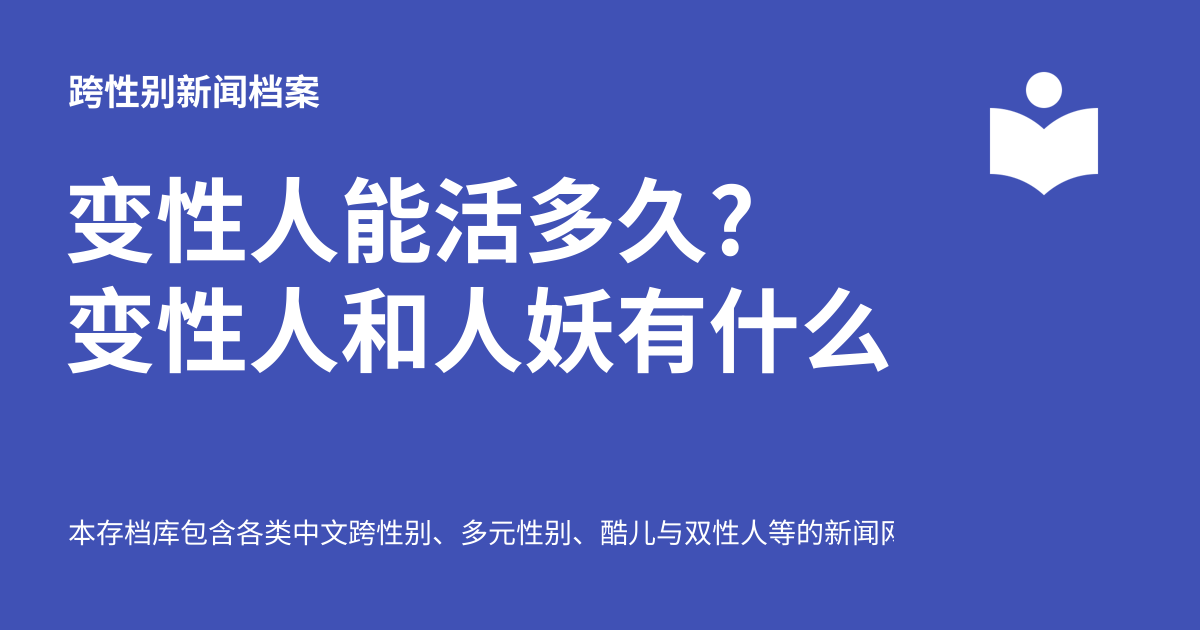 跨性别新闻档案
变性人能活多久？
变性人和人妖有什么
本存档库包含各类中文跨性别、多元性别、酷儿与双性人等的新闻